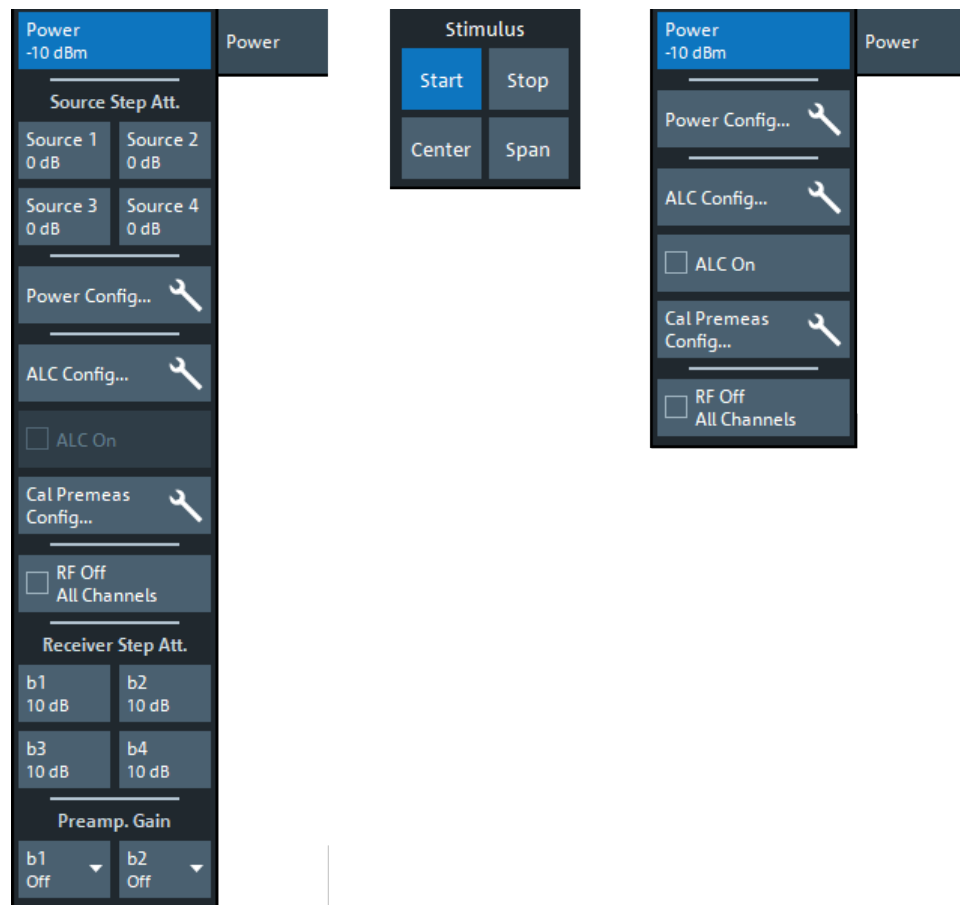 Power
-10 dBm
Power
Source Step Att.
Source 1
0 dB
Source 2
0 dB
Source 3
0 dB
Source 4
0 dB
Power Config...
ALC Config...
ALC On
Cal Premeas
Config...
RF Off
All Channels
Receiver Step Att.
b1
10 dB
b2
10 dB
b3
10 dB
b4
10 dB
Preamp. Gain
b1
Off
b2
Off
Stimulus
Start
Stop
Center
Span
Power
-10 dBm
Power
Power Config...
ALC Config...
ALC On
Cal Premeas
Config...
RF Off
All Channels